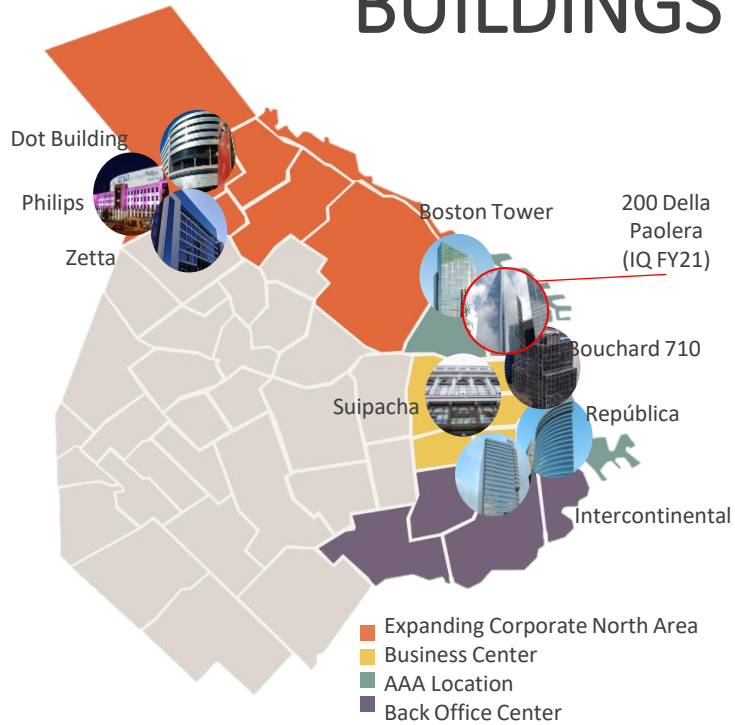 BUILDINGS
Dot Building
Philips
Zetta
Boston Tower
200 Della
Paolera
(IQ FY21)
Bouchard 710
Suipacha
República
Intercontinental
Expanding Corporate North Area
Business Center
AAA Location
Back Office Center